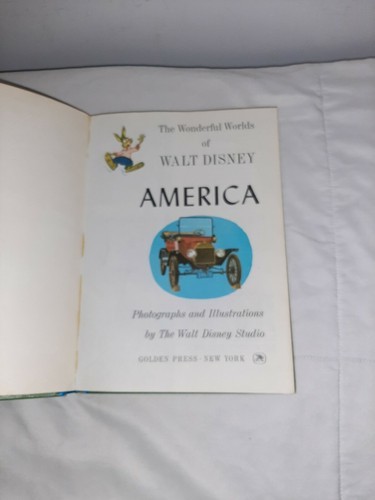 The Wonderful Worlds
of
WALT DISNEY
AMERICA
Photographs and Illustrations
by The Walt Disney Studio
GOLDEN PRESS · NEW YORK